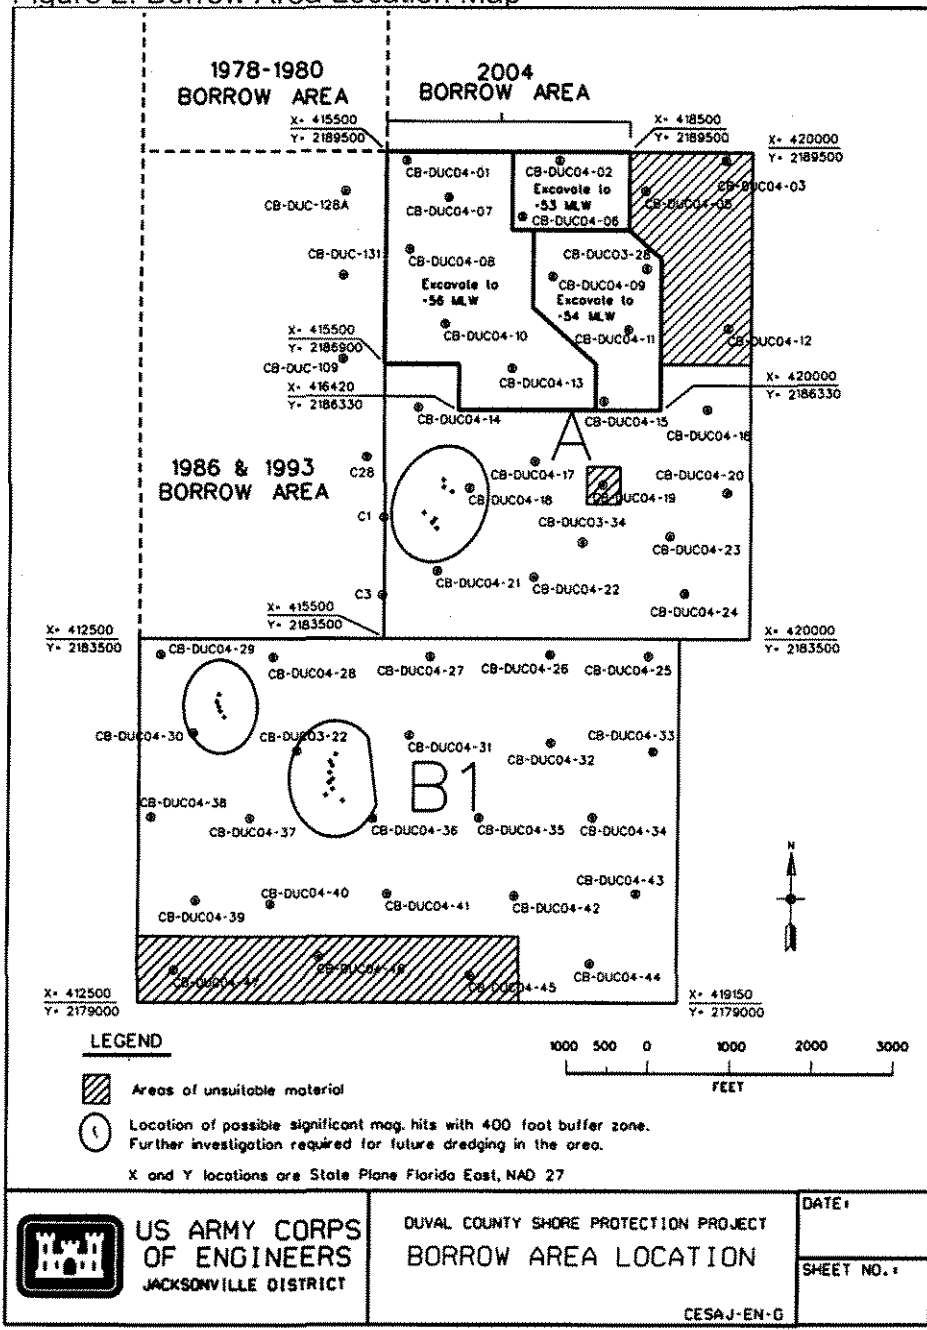 Figure 2. Borrow Area Location Map
1978-1980
BORROW AREA
2004
BORROW AREA
X= 415500
Y= 2189500
X= 418500
Y= 2189500
X= 420000
Y= 2189500
CB-DUC04-01
CB-DUC04-02
CB-DUC04-03
Excavate to
-53 MLW
CB-DUC-128A
CB-DUC04-07
CB-DUC04-05
CB-DUC04-06
CB-DUC-131
CB-DUC04-08
CB-DUC03-28
Excavate to
-56 MLW
CB-DUC04-09
Excavate to
-54 MLW
X= 415500
Y= 2186900
CB-DUC04-10
CB-DUC04-11
CB-DUC04-12
CB-DUC-109
CB-DUC04-13
X= 416420
Y= 2186330
X= 420000
Y= 2186330
CB-DUC04-14
CB-DUC04-15
CB-DUC04-16
A
1986 & 1993
BORROW AREA
C28
CB-DUC04-17
CB-DUC04-20
CB-DUC04-18
CB-DUC04-19
C1
CB-DUC03-34
CB-DUC04-23
CB-DUC04-21
CB-DUC04-22
C3
CB-DUC04-24
X= 415500
Y= 2183500
X= 412500
Y= 2183500
X= 420000
Y= 2183500
CB-DUC04-29
CB-DUC04-28
CB-DUC04-27
CB-DUC04-26
CB-DUC04-25
CB-DUC04-30
CB-DUC03-22
CB-DUC04-31
CB-DUC04-32
CB-DUC04-33
B1
CB-DUC04-38
CB-DUC04-37
CB-DUC04-36
CB-DUC04-35
CB-DUC04-34
N
CB-DUC04-40
CB-DUC04-43
CB-DUC04-39
CB-DUC04-41
CB-DUC04-42
CB-DUC04-46
CB-DUC04-44
CB-DUC04-47
CB-DUC04-45
X= 412500
Y= 2179000
X= 419150
Y= 2179000
LEGEND
1000 500 0 1000 2000 3000
FEET
Areas of unsuitable material
Location of possible significant mag. hits with 400 foot buffer zone.
Further investigation required for future dredging in the area.
X and Y locations are State Plane Florida East, NAD 27
US ARMY CORPS
OF ENGINEERS
JACKSONVILLE DISTRICT
DUVAL COUNTY SHORE PROTECTION PROJECT
BORROW AREA LOCATION
CESAJ-EN-G
DATE:
SHEET NO.: